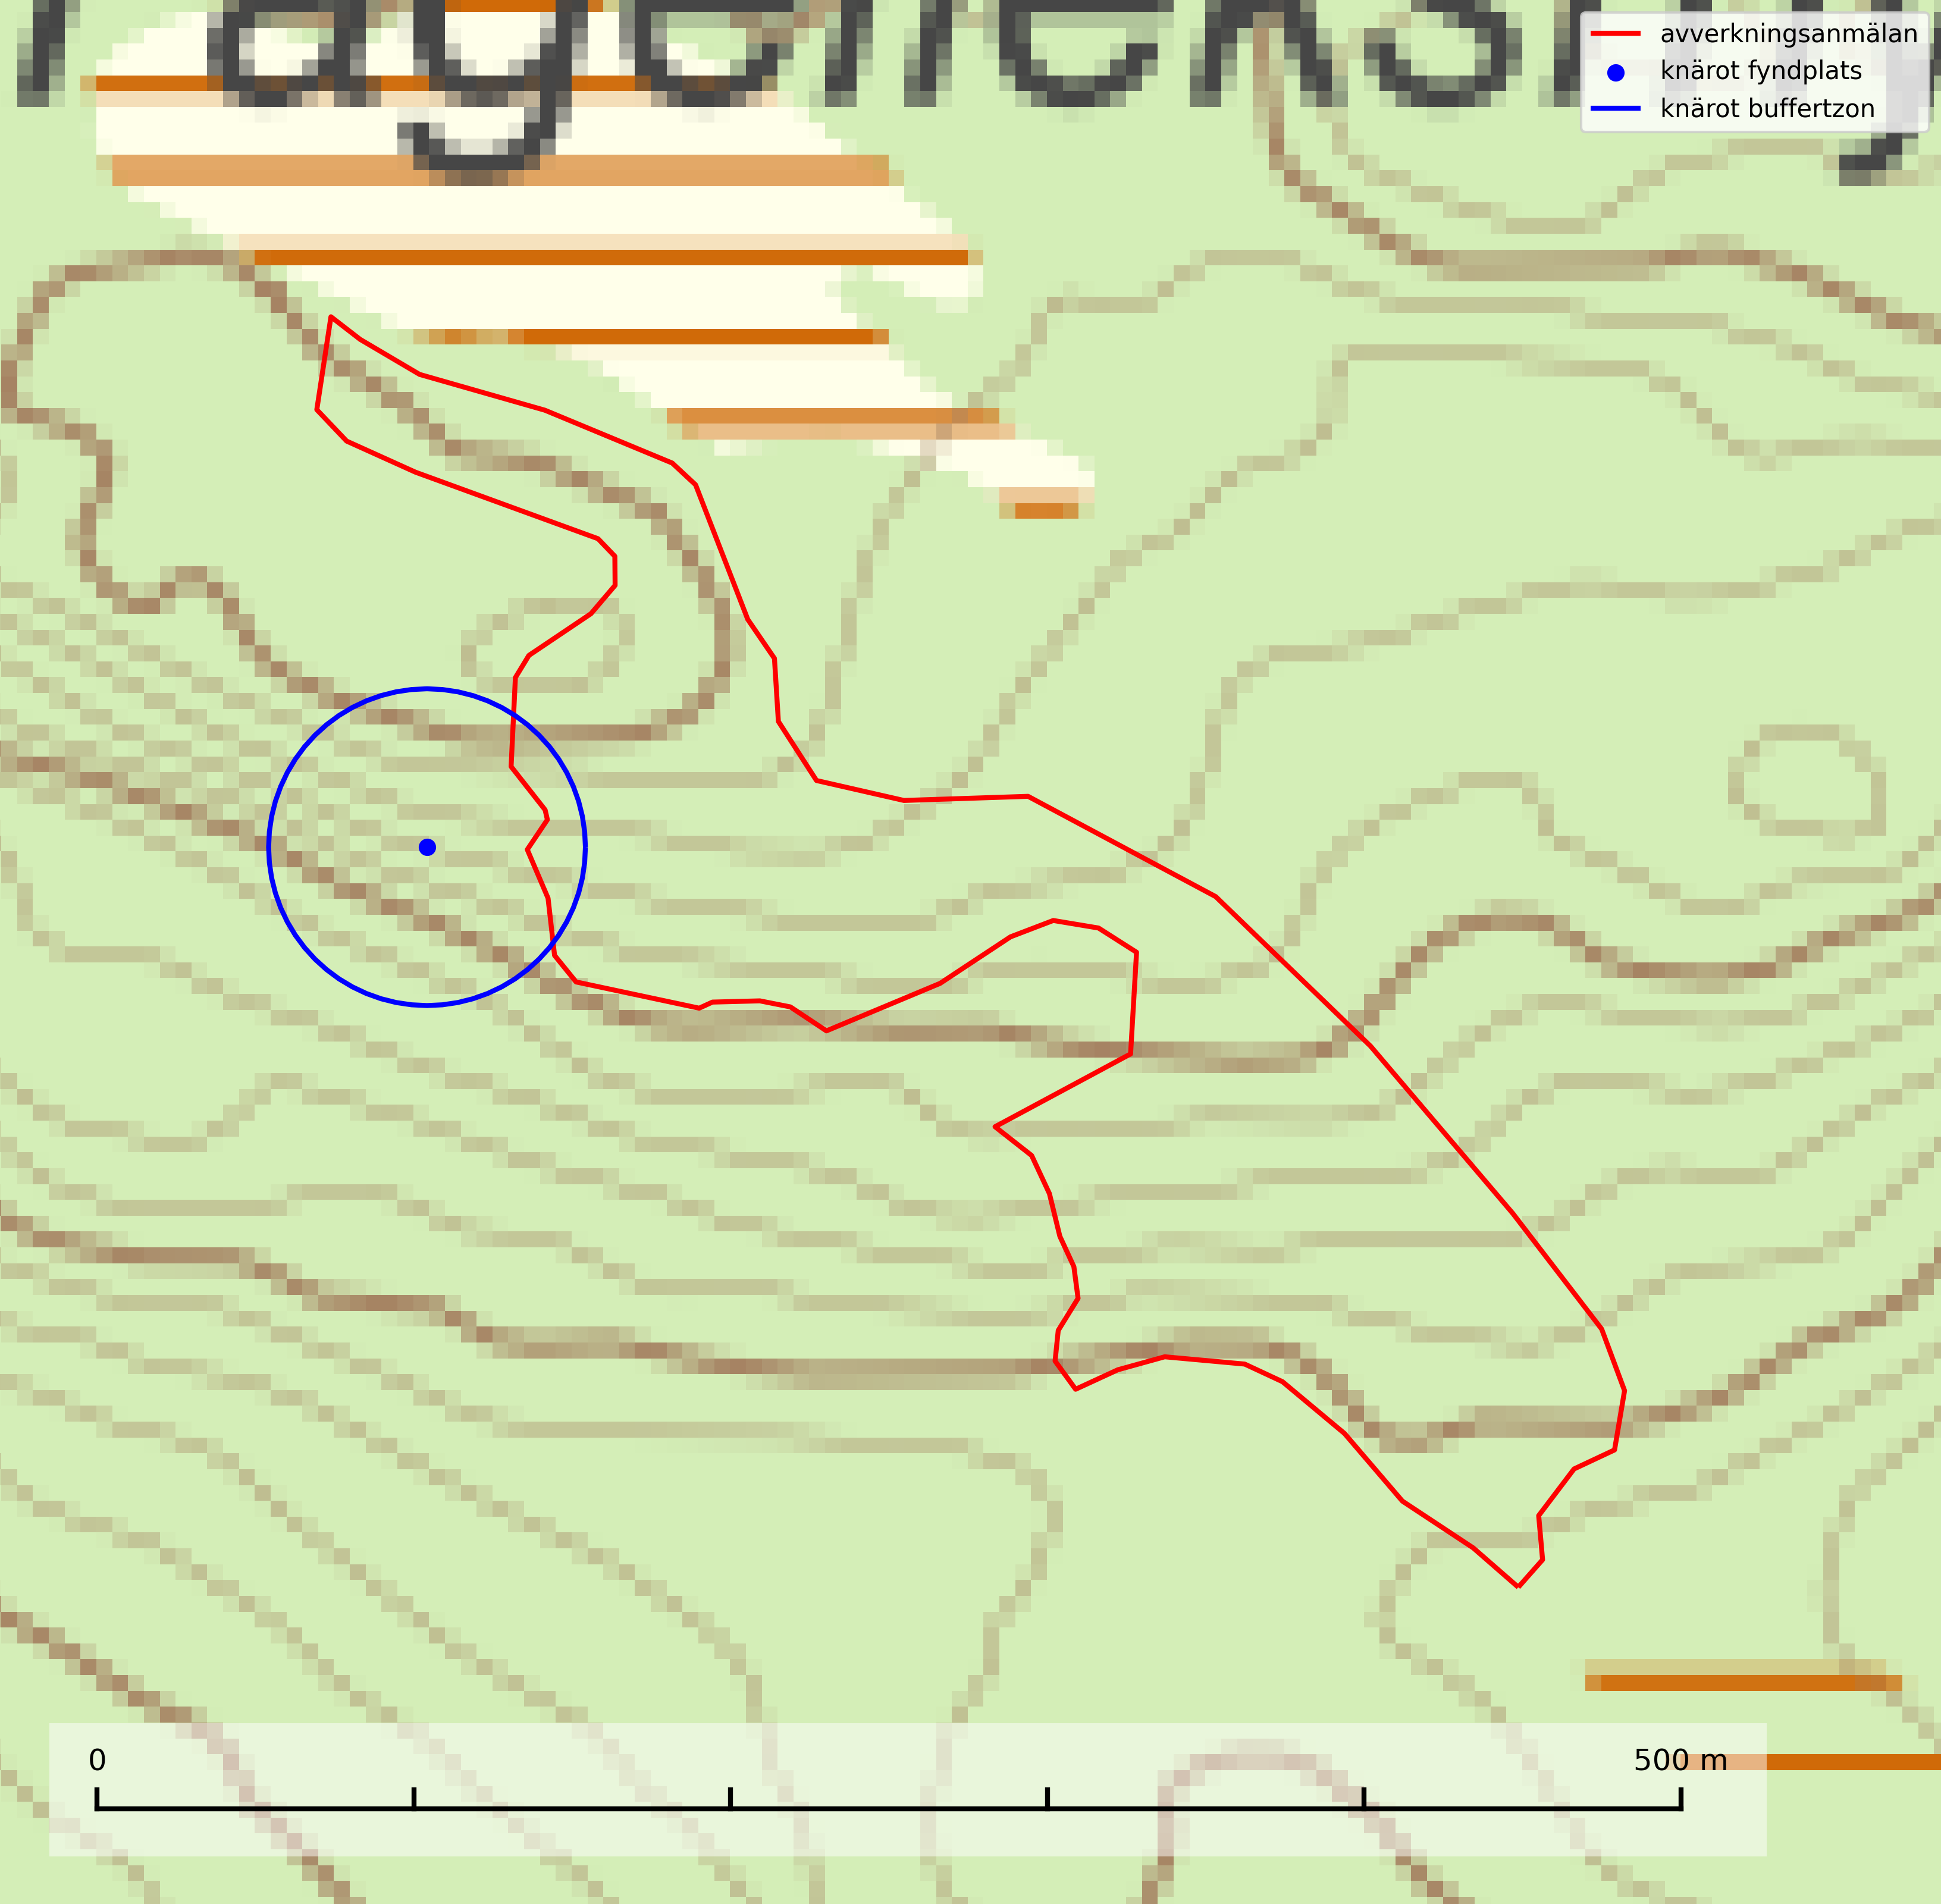 avverkningsanmälan
knärot fyndplats
knärot buffertzon
0
500 m